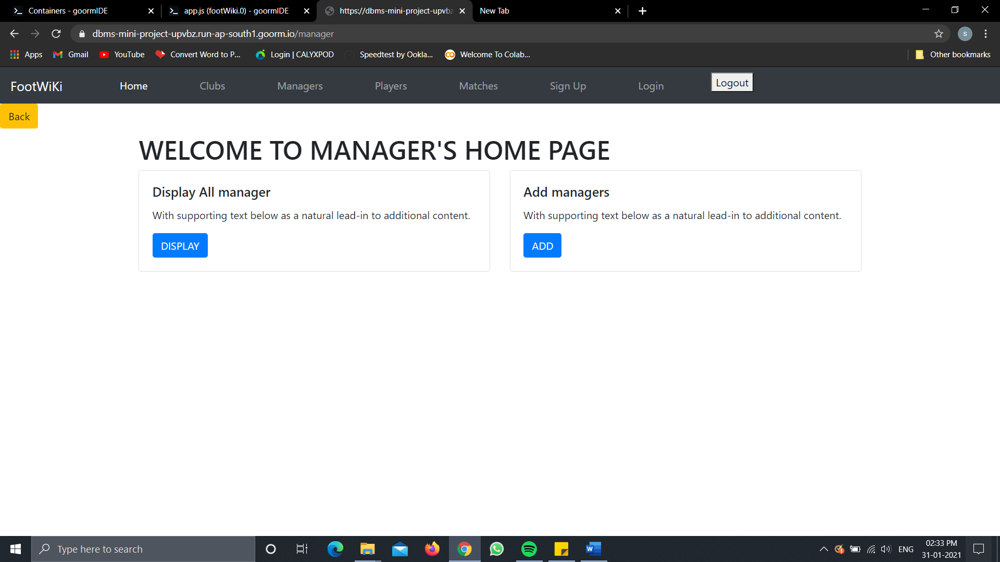 Containers - goormIDE
app.js (footWiki.0) - goormIDE
https://dbms-mini-project-upvbz
New Tab
dbms-mini-project-upvbz.run-ap-south1.goorm.io/manager
S
Apps
Gmail
YouTube
Convert Word to P...
Login | CALYXPOD
Speedtest by Ookla...
Welcome To Colab...
Other bookmarks
FootWiKi
Home
Clubs
Managers
Players
Matches
Sign Up
Login
Logout
Back
WELCOME TO MANAGER'S HOME PAGE
Display All manager
With supporting text below as a natural lead-in to additional content.
DISPLAY
Add managers
With supporting text below as a natural lead-in to additional content.
ADD
Type here to search
W
ENG
02:33 PM
31-01-2021